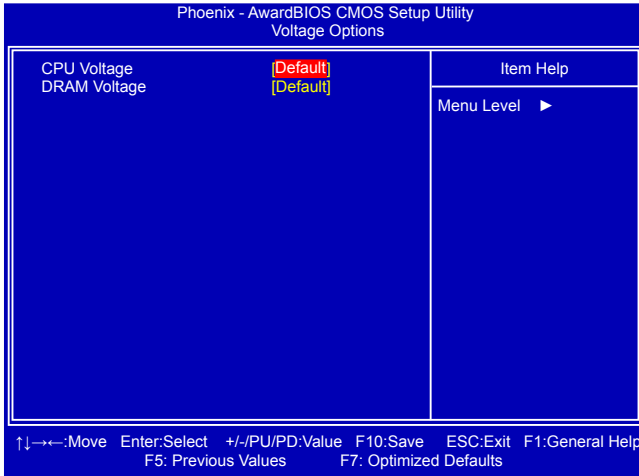 Phoenix - AwardBIOS CMOS Setup Utility
Voltage Options
CPU Voltage [Default]
DRAM Voltage [Default]
Item Help
Menu Level ►
↑↓→←:Move Enter:Select +/-/PU/PD:Value F10:Save ESC:Exit F1:General Help
F5: Previous Values F7: Optimized Defaults